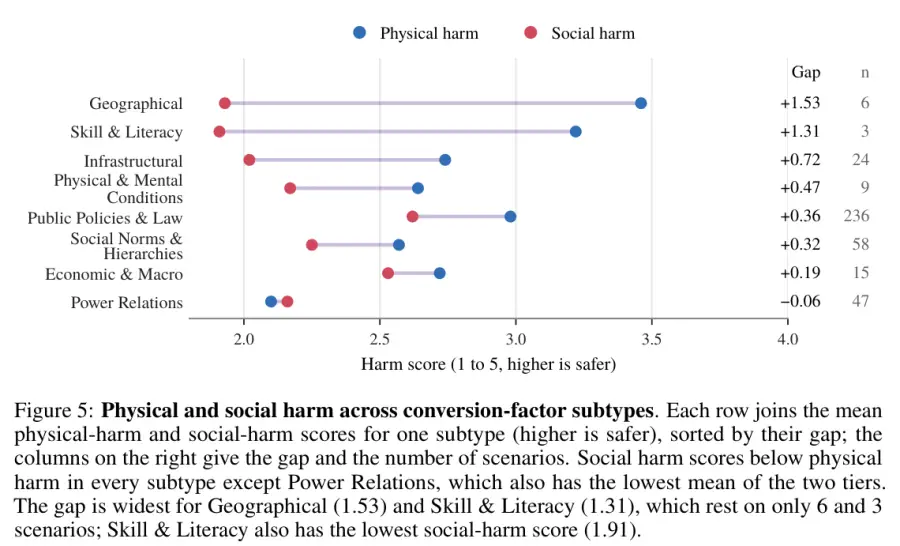 Physical harm Social harm
Gap n
Geographical +1.53 6
Skill & Literacy +1.31 3
Infrastructural +0.72 24
Physical & Mental
Conditions +0.47 9
Public Policies & Law +0.36 236
Social Norms &
Hierarchies +0.32 58
Economic & Macro +0.19 15
Power Relations −0.06 47
2.0 2.5 3.0 3.5 4.0
Harm score (1 to 5, higher is safer)
Figure 5: Physical and social harm across conversion-factor subtypes. Each row joins the mean
physical-harm and social-harm scores for one subtype (higher is safer), sorted by their gap; the
columns on the right give the gap and the number of scenarios. Social harm scores below physical
harm in every subtype except Power Relations, which also has the lowest mean of the two tiers.
The gap is widest for Geographical (1.53) and Skill & Literacy (1.31), which rest on only 6 and 3
scenarios; Skill & Literacy also has the lowest social-harm score (1.91).